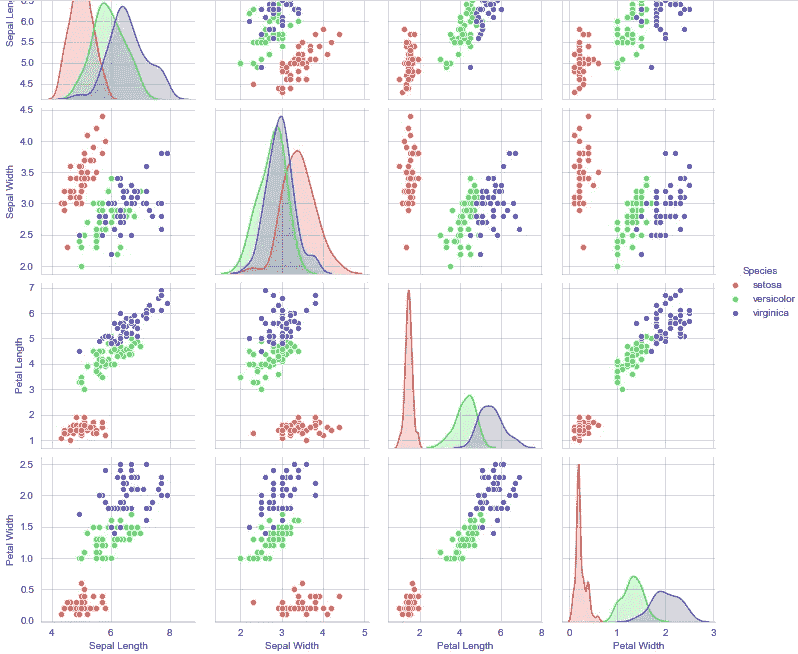 Sepal Leng
6.5
6.0
5.5
5.0
4.5
Sepal Width
4.5
4.0
3.5
3.0
2.5
2.0
Species
setosa
versicolor
virginica
Petal Length
7
6
5
4
3
2
1
Petal Width
2.5
2.0
1.5
1.0
0.5
0.0
4 6 8
2 3 4 5
2 4 6 8
0 1 2 3
Sepal Length
Sepal Width
Petal Length
Petal Width